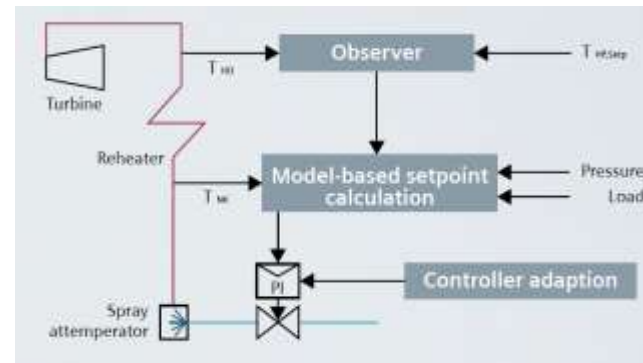 Observer
T
T
Turbine
Reheater
Model-based setpoint
calculation
Pressure
Load
T
PI
Controller adaption
Spray
attemperator